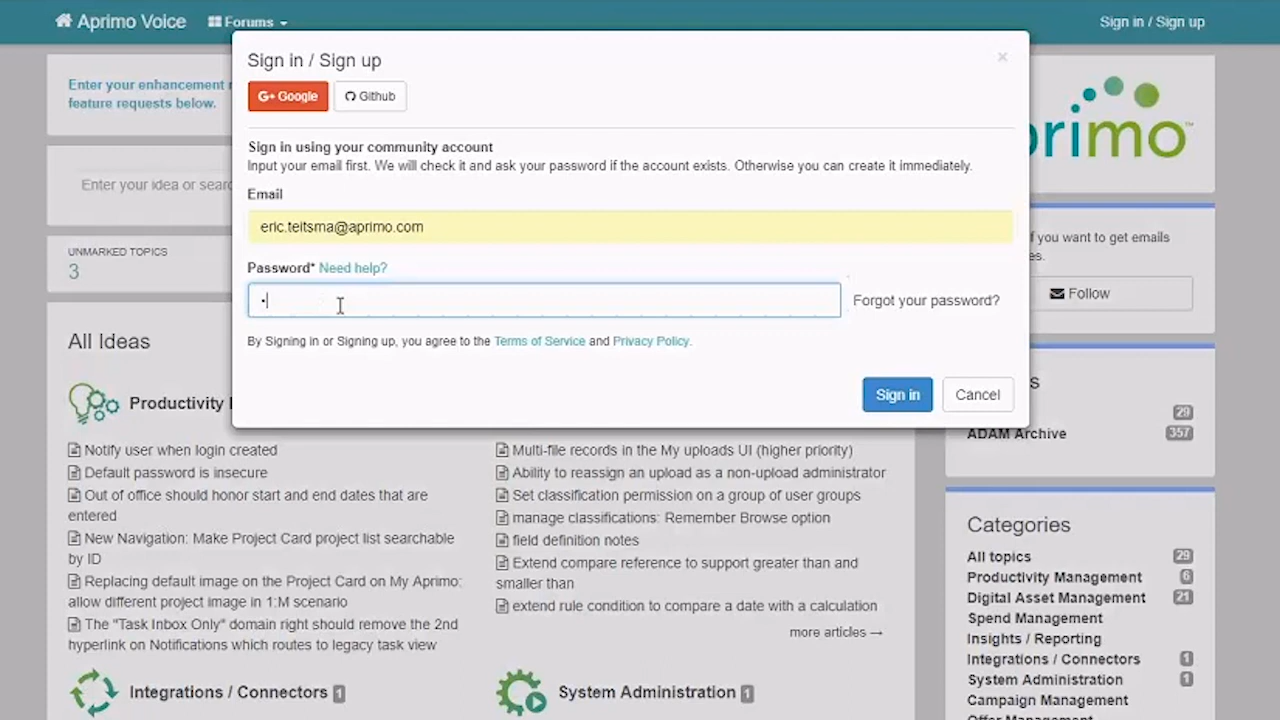 Aprimo Voice
Forums
Sign in / Sign up
Sign in / Sign up
×
G+ Google
Github
Sign in using your community account
Input your email first. We will check it and ask your password if the account exists. Otherwise you can create it immediately.
Email
eric.teitsma@aprimo.com
Password* Need help?
Forgot your password?
By Signing in or Signing up, you agree to the Terms of Service and Privacy Policy.
Sign in
Cancel
Enter your enhancement
feature requests below.
Enter your idea or
UNMARKED TOPICS
3
All Ideas
Productivity
Notify user when login created
Default password is insecure
Out of office should honor start and end dates that are
entered
New Navigation: Make Project Card project list searchable
by ID
Replacing default image on the Project Card on My Aprimo:
allow different project image in 1:M scenario
The "Task Inbox Only" domain right should remove the 2nd
hyperlink on Notifications which routes to legacy task view
Integrations / Connectors 1
Multi-file records in the My uploads UI (higher priority)
Ability to reassign an upload as a non-upload administrator
Set classification permission on a group of user groups
manage classifications: Remember Browse option
field definition notes
Extend compare reference to support greater than and
smaller than
extend rule condition to compare a date with a calculation
more articles →
System Administration 1
primo™
if you want to get emails
Follow
29
ADAM Archive 357
Categories
All topics 29
Productivity Management 6
Digital Asset Management 21
Spend Management
Insights / Reporting
Integrations / Connectors 1
System Administration 1
Campaign Management
Offer Management